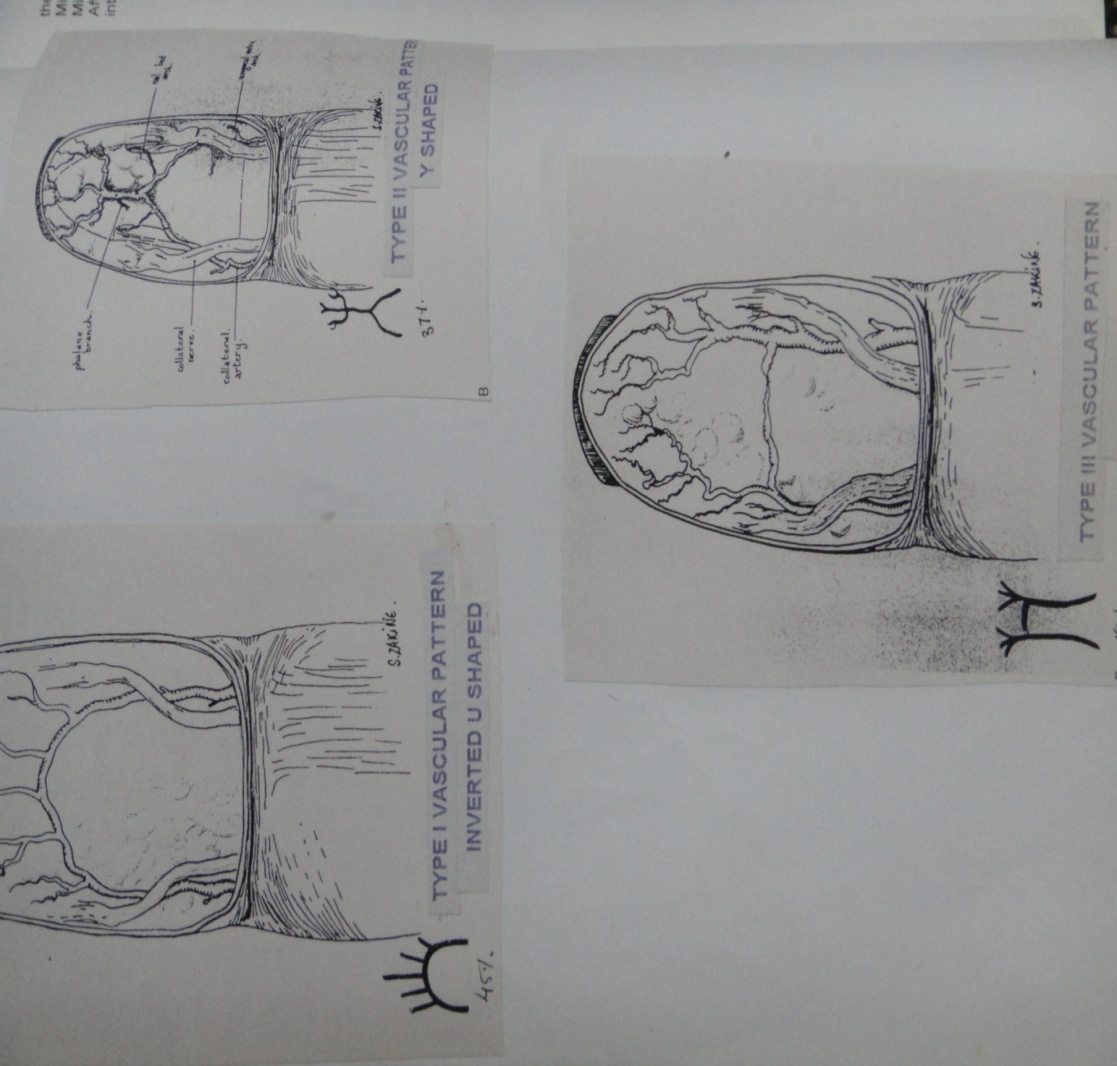 the
TYPE I VASCULAR PATTERN
INVERTED U SHAPED
S.ZAKINE.
45%.
phalanx
branch.
collateral
nerve.
collateral
artery.
S.ZAKINE.
TYPE II VASCULAR PATTE
Y SHAPED
37%.
B
S.ZAKINE.
TYPE III VASCULAR PATTERN